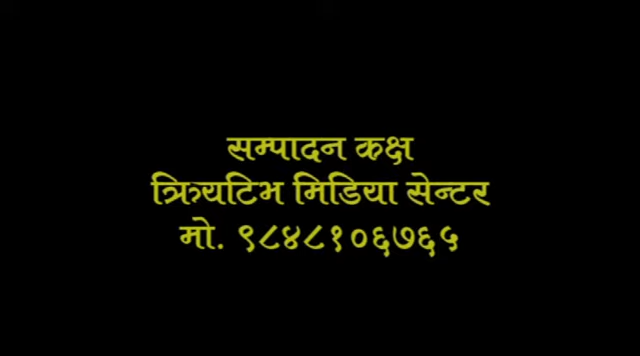 सम्पादन कक्ष
त्रित्र्यटिभ मिडिया सेन्टर
मो. ९८४८१०६७६५